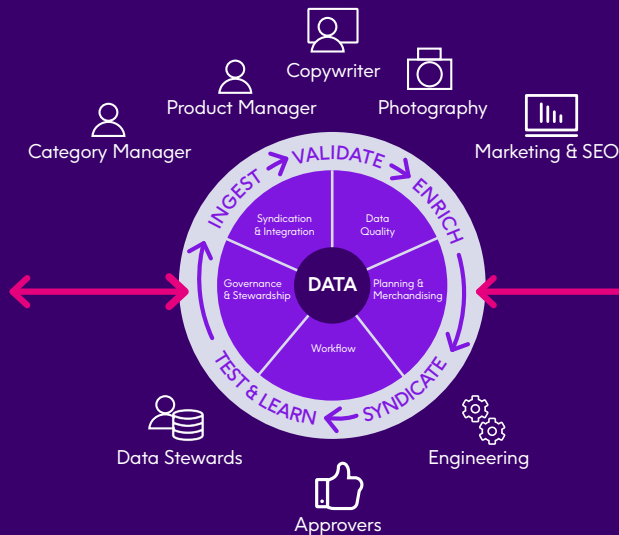 Copywriter
Product Manager
Photography
Category Manager
Marketing & SEO
INGEST
VALIDATE
ENRICH
SYNDICATE
TEST & LEARN
Syndication
& Integration
Data
Quality
Governance
& Stewardship
DATA
Planning &
Merchandising
Workflow
Data Stewards
Engineering
Approvers